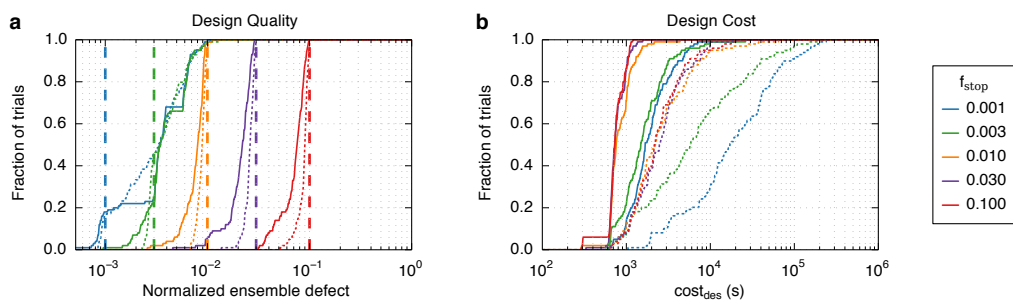 a
Design Quality
Fraction of trials
1.0
0.8
0.6
0.4
0.2
0.0
10⁻³
10⁻²
10⁻¹
10⁰
Normalized ensemble defect
b
Design Cost
Fraction of trials
1.0
0.8
0.6
0.4
0.2
0.0
10²
10³
10⁴
10⁵
10⁶
cost_des (s)
f_stop
0.001
0.003
0.010
0.030
0.100